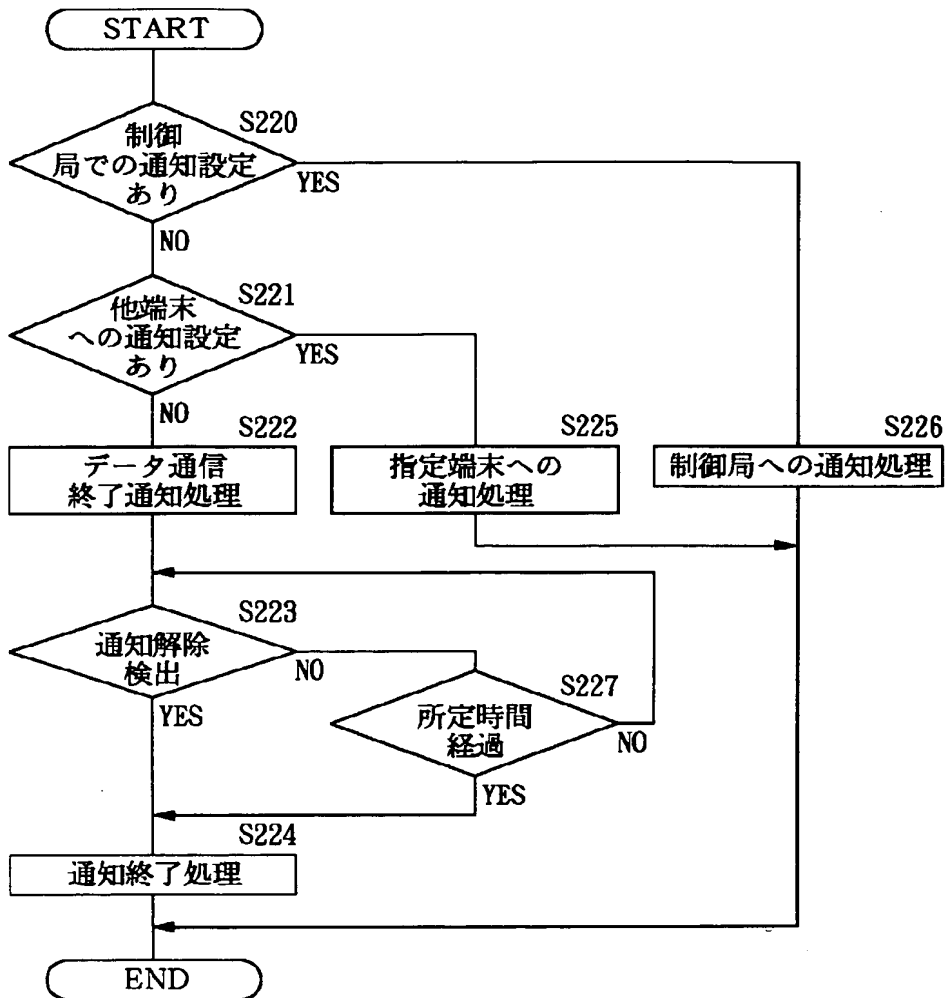 START
S220
制御
局での通知設定
あり
YES
NO
S221
他端末
への通知設定
あり
YES
NO
S222
データ通信
終了通知処理
S225
指定端末への
通知処理
S226
制御局への通知処理
S223
通知解除
検出
NO
YES
S227
所定時間
経過
NO
YES
S224
通知終了処理
END